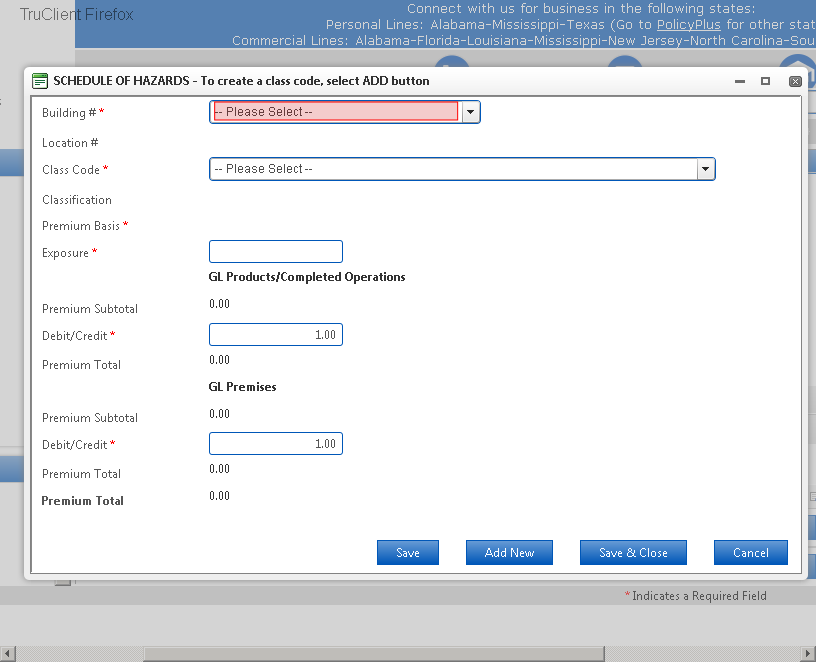 TruClient Firefox
Connect with us for business in the following states:
Personal Lines: Alabama-Mississippi-Texas (Go to PolicyPlus for other stat
Commercial Lines: Alabama-Florida-Louisiana-Mississippi-New Jersey-North Carolina-Sou
SCHEDULE OF HAZARDS - To create a class code, select ADD button
Building #* -- Please Select --
Location #
Class Code * -- Please Select --
Classification
Premium Basis *
Exposure *
GL Products/Completed Operations
Premium Subtotal 0.00
Debit/Credit * 1.00
Premium Total 0.00
GL Premises
Premium Subtotal 0.00
Debit/Credit * 1.00
Premium Total 0.00
Premium Total 0.00
Save Add New Save & Close Cancel
* Indicates a Required Field